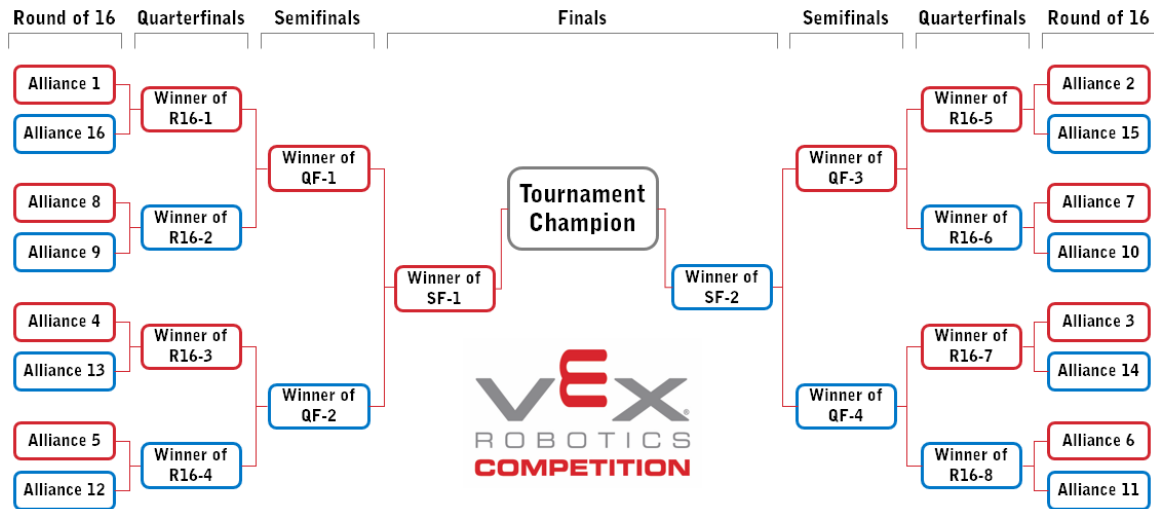 Round of 16
Quarterfinals
Semifinals
Finals
Semifinals
Quarterfinals
Round of 16
Alliance 1
Alliance 16
Alliance 8
Alliance 9
Alliance 4
Alliance 13
Alliance 5
Alliance 12
Winner of
R16-1
Winner of
R16-2
Winner of
R16-3
Winner of
R16-4
Winner of
QF-1
Winner of
QF-2
Winner of
SF-1
Tournament
Champion
Winner of
SF-2
Winner of
QF-3
Winner of
QF-4
Winner of
R16-5
Winner of
R16-6
Winner of
R16-7
Winner of
R16-8
Alliance 2
Alliance 15
Alliance 7
Alliance 10
Alliance 3
Alliance 14
Alliance 6
Alliance 11
VEX®
ROBOTICS
COMPETITION